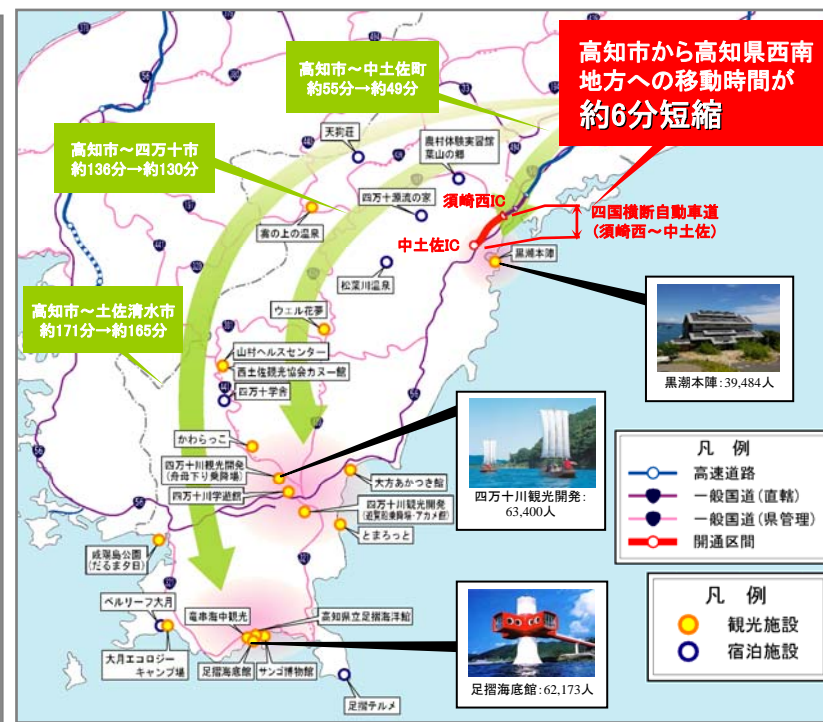 高知市から高知県西南
地方への移動時間が
約6分短縮
高知市～中土佐町
約55分→約49分
高知市～四万十市
約136分→約130分
高知市～土佐清水市
約171分→約165分
天狗荘
農村体験実習館
葉山の郷
四万十源流の家
雲の上の温泉
須崎西IC
中土佐IC
四国横断自動車道
(須崎西～中土佐)
黒潮本陣
松葉川温泉
ウエル花夢
山村ヘルスセンター
西土佐観光協会カヌー館
四万十学舎
かわらっこ
四万十川観光開発
(舟母下り乗降場)
四万十川学遊館
大方あかつき館
四万十川観光開発
とまろっと
咸陽島公園
(だるま夕日)
ベルリーフ大月
大月エコロジー
キャンプ場
竜串海中観光
高知県立足摺海洋館
足摺海底館
サンゴ博物館
足摺テルメ
黒潮本陣:39,484人
四万十川観光開発:
63,400人
足摺海底館:62,173人
凡 例
高速道路
一般国道(直轄)
一般国道(県管理)
開通区間
凡 例
観光施設
宿泊施設
56
56
56
56
441
321